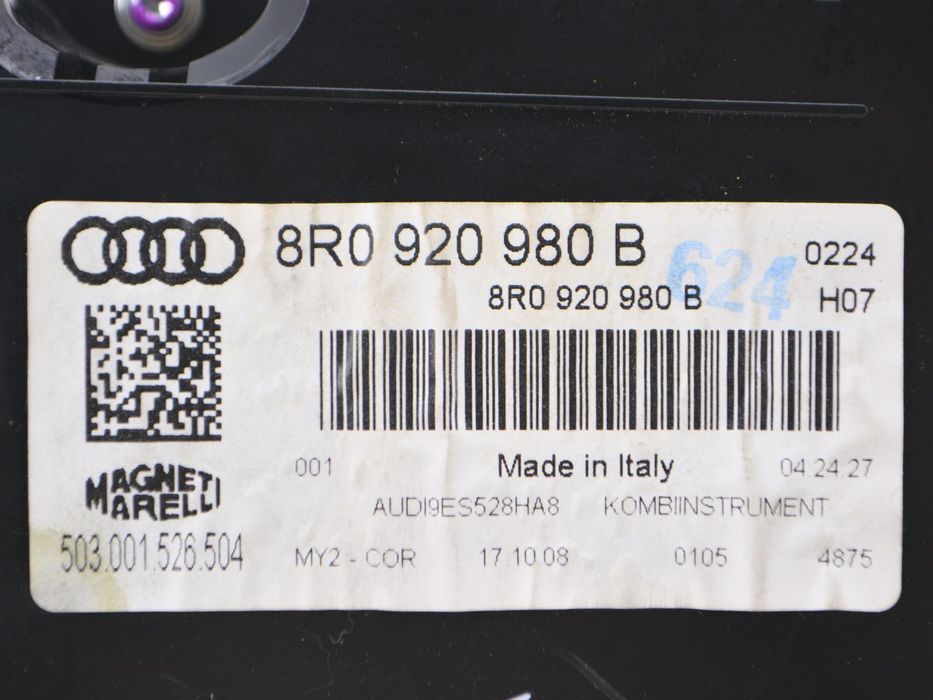 8R0 920 980 B 0224
624
8R0 920 980 B H07
001 Made in Italy 04:24:27
AUDI9ES528HA8 KOMBIINSTRUMENT
MAGNETI
MARELLI
503.001.526.504 MY2 - COR 17.10.08 0105 4875